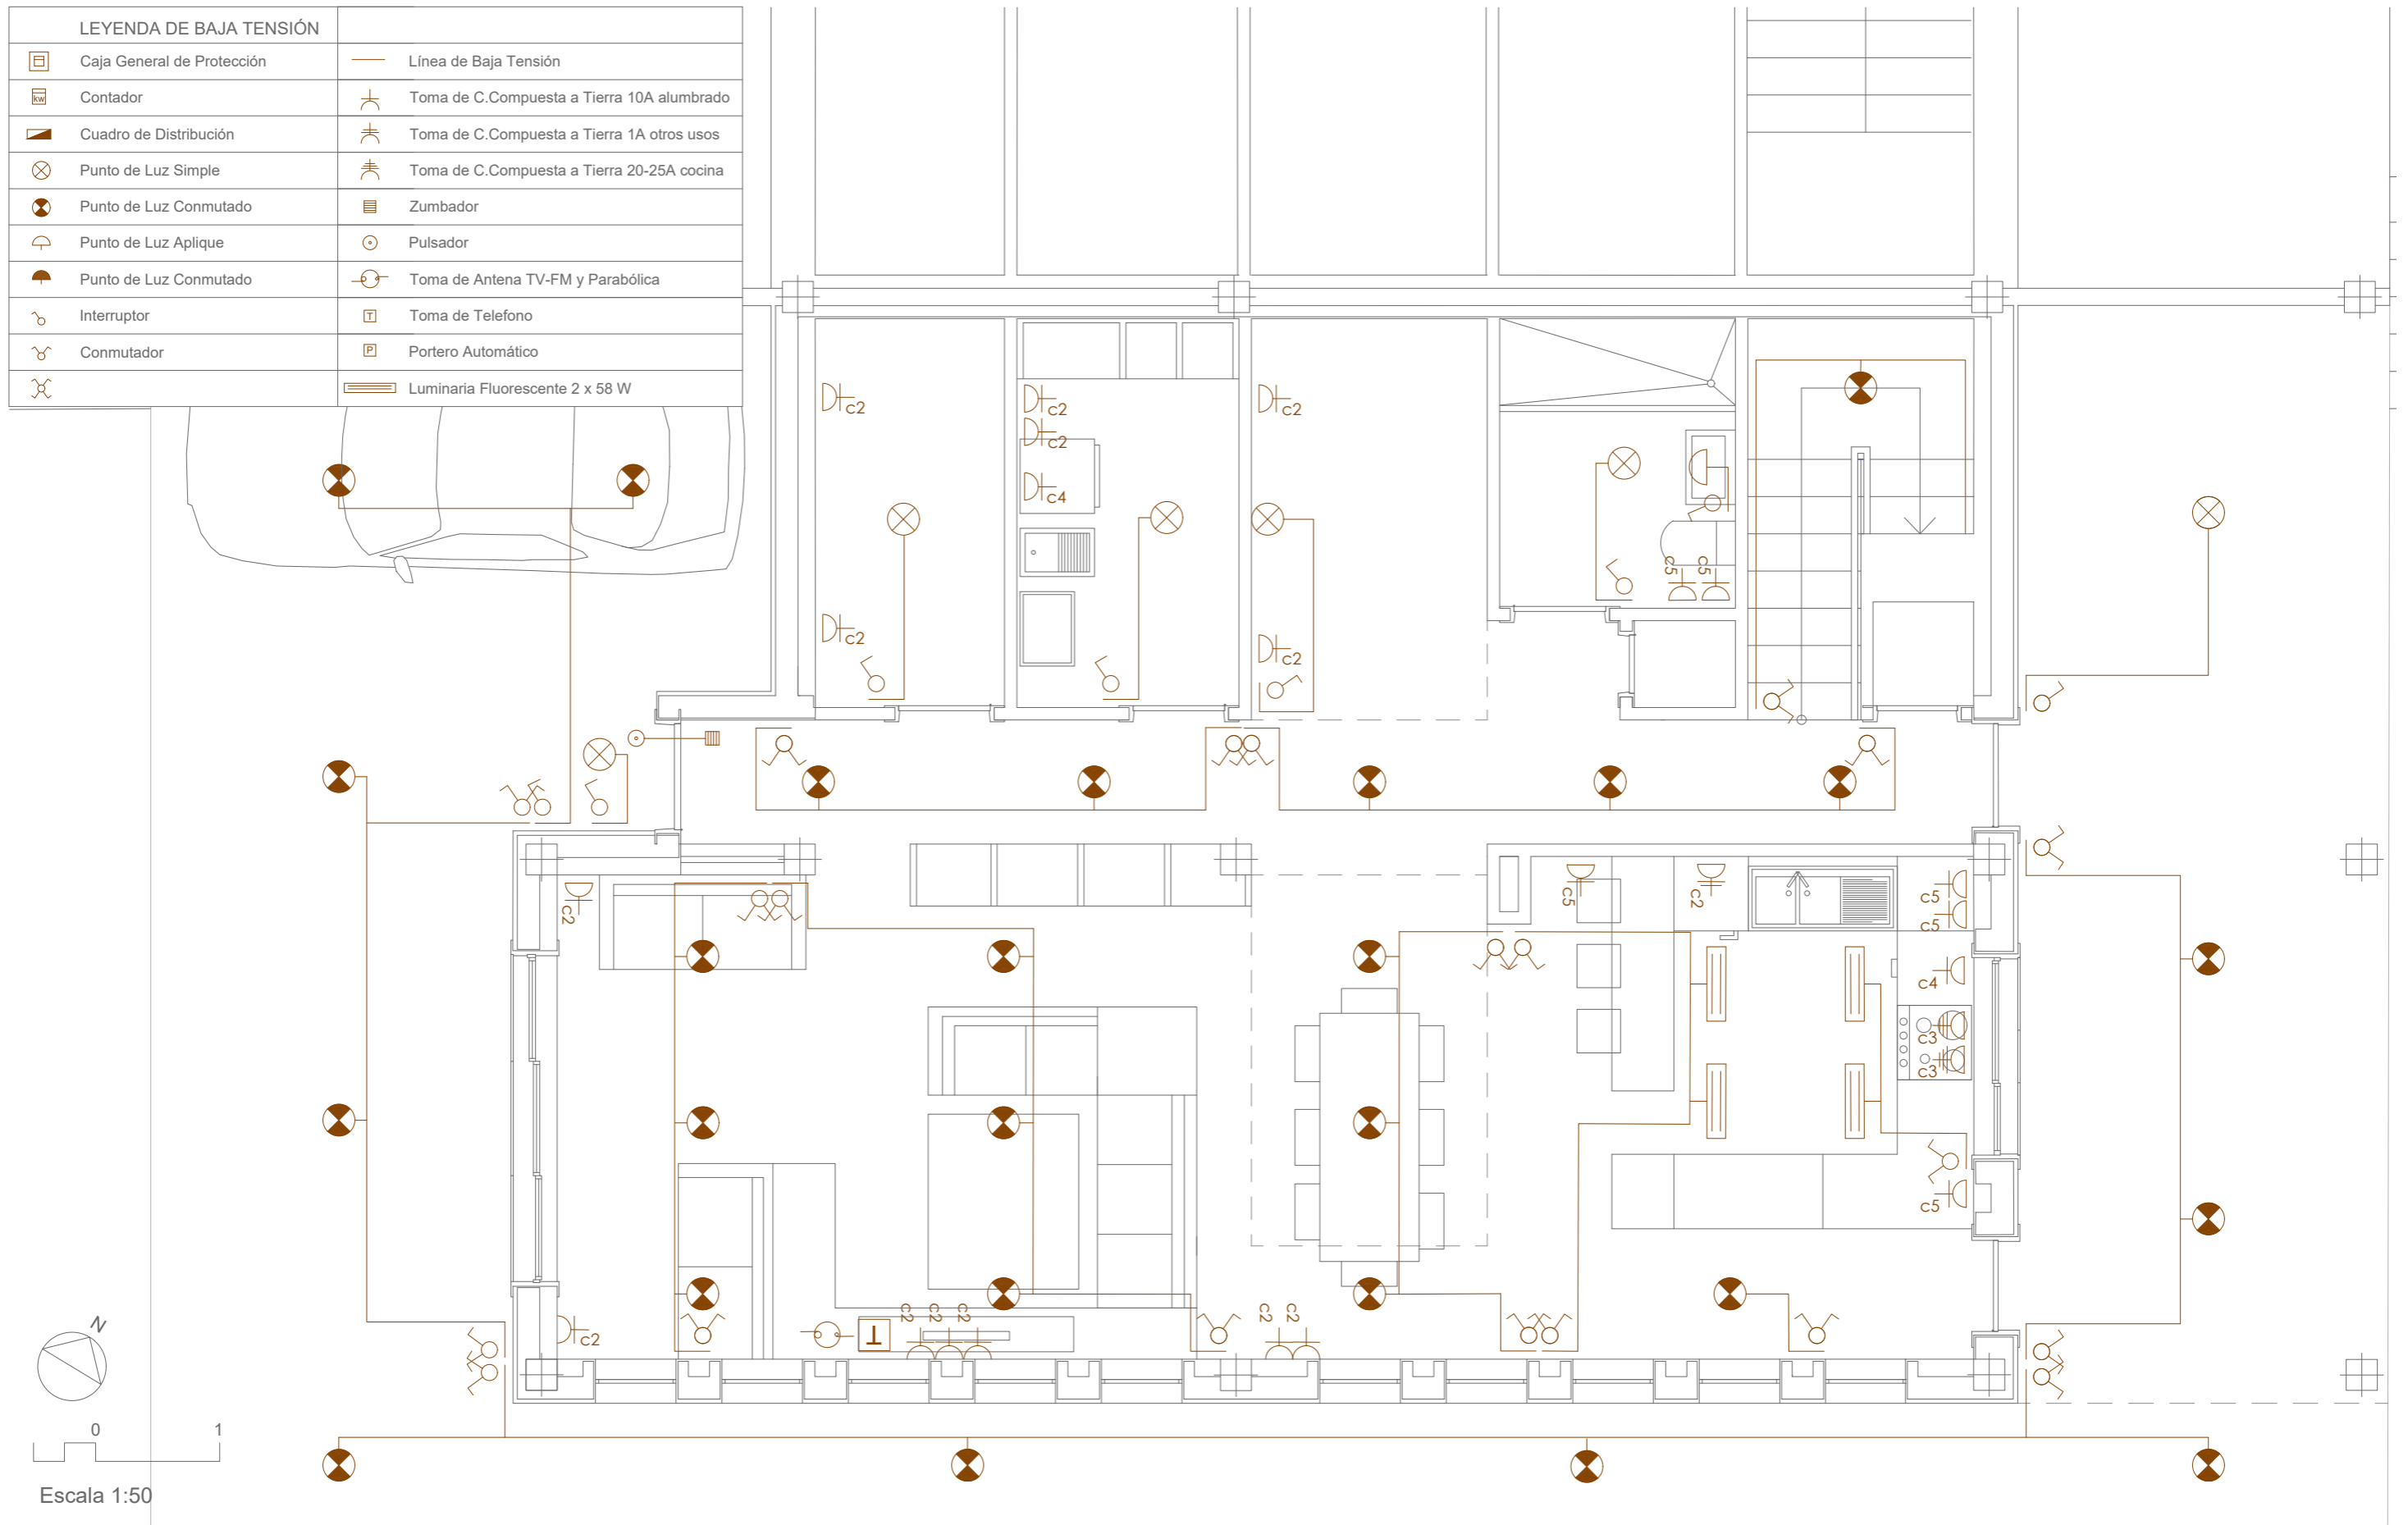 LEYENDA DE BAJA TENSIÓN
Caja General de Protección
Línea de Baja Tensión
kw
Contador
Toma de C.Compuesta a Tierra 10A alumbrado
Cuadro de Distribución
Toma de C.Compuesta a Tierra 1A otros usos
Punto de Luz Simple
Toma de C.Compuesta a Tierra 20-25A cocina
Punto de Luz Conmutado
Zumbador
Punto de Luz Aplique
Pulsador
Punto de Luz Conmutado
Toma de Antena TV-FM y Parabólica
Interruptor
T
Toma de Telefono
Conmutador
P
Portero Automático
Luminaria Fluorescente 2 x 58 W
c2
c2
c2
c2
c4
c5
c5
c2
c2
c5
c2
c5
c2
c5
c4
c3
c3
c5
c2
c2
c2
c2
c2
c2
T
N
0 1
Escala 1:50